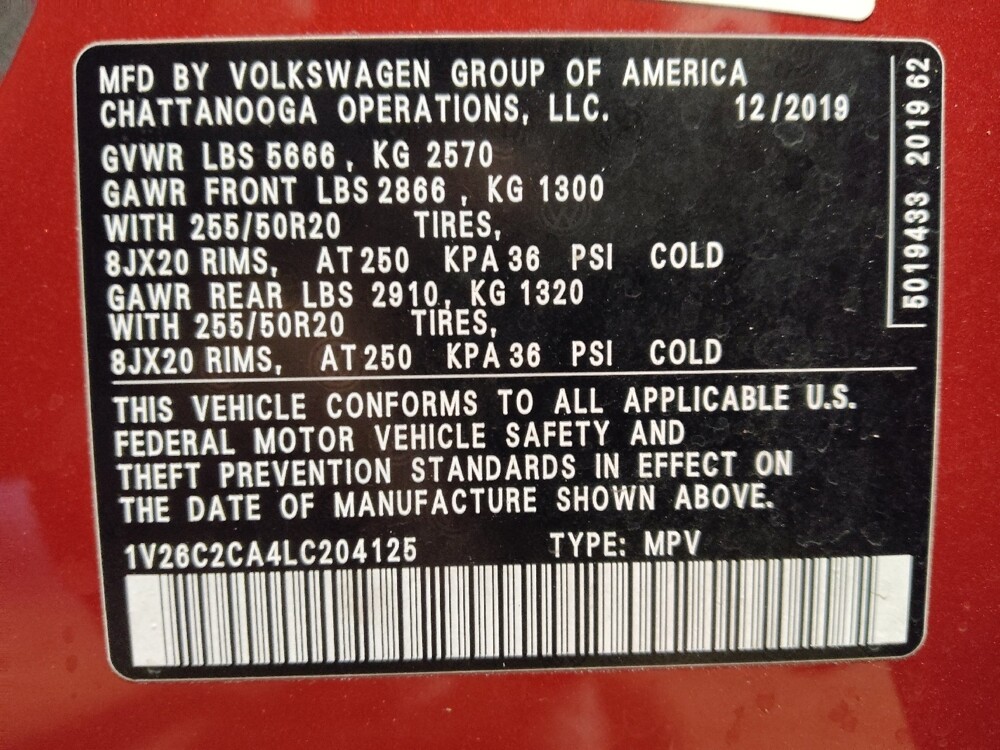 MFD BY VOLKSWAGEN GROUP OF AMERICA
CHATTANOOGA OPERATIONS, LLC. 12/2019
GVWR LBS 5666, KG 2570
GAWR FRONT LBS 2866, KG 1300
WITH 255/50R20 TIRES,
8JX20 RIMS, AT 250 KPA 36 PSI COLD
GAWR REAR LBS 2910, KG 1320
WITH 255/50R20 TIRES,
8JX20 RIMS, AT 250 KPA 36 PSI COLD
THIS VEHICLE CONFORMS TO ALL APPLICABLE U.S.
FEDERAL MOTOR VEHICLE SAFETY AND
THEFT PREVENTION STANDARDS IN EFFECT ON
THE DATE OF MANUFACTURE SHOWN ABOVE.
1V26C2CA4LC204125 TYPE: MPV
5019433 2019 62